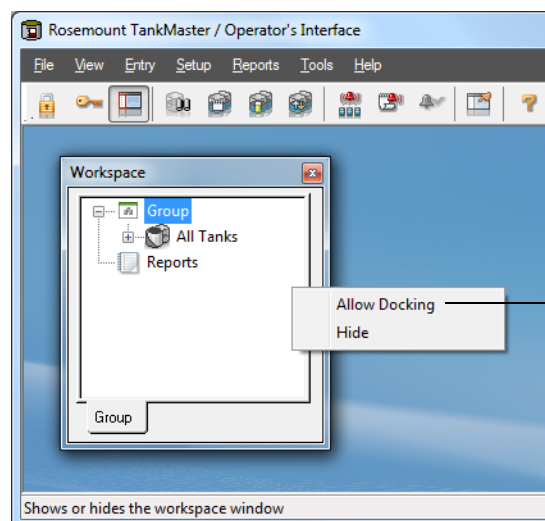 Rosemount TankMaster / Operator's Interface
File View Entry Setup Reports Tools Help
Workspace
Group
All Tanks
Reports
Allow Docking
Hide
Group
Shows or hides the workspace window